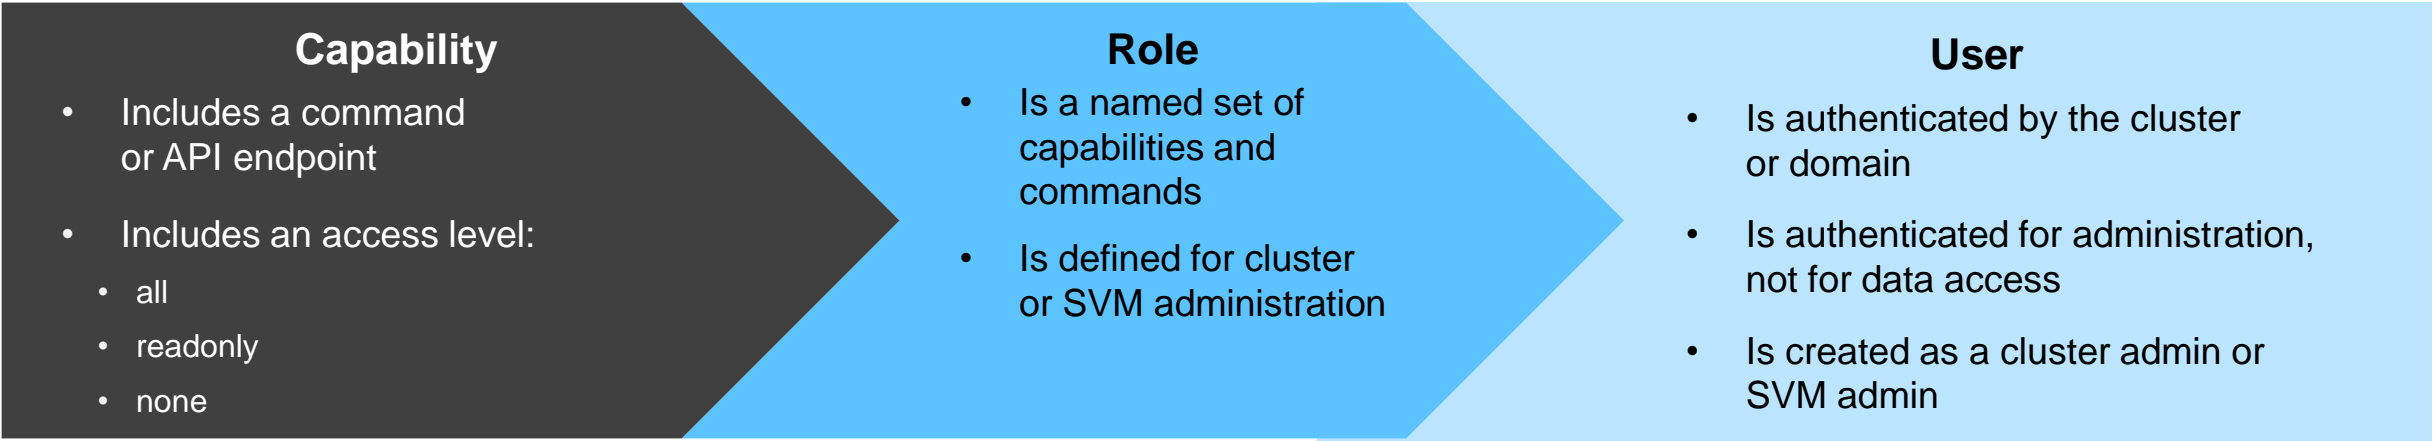 Capability
• Includes a command
or API endpoint
• Includes an access level:
• all
• readonly
• none
Role
• Is a named set of
capabilities and
commands
• Is defined for cluster
or SVM administration
User
• Is authenticated by the cluster
or domain
• Is authenticated for administration,
not for data access
• Is created as a cluster admin or
SVM admin